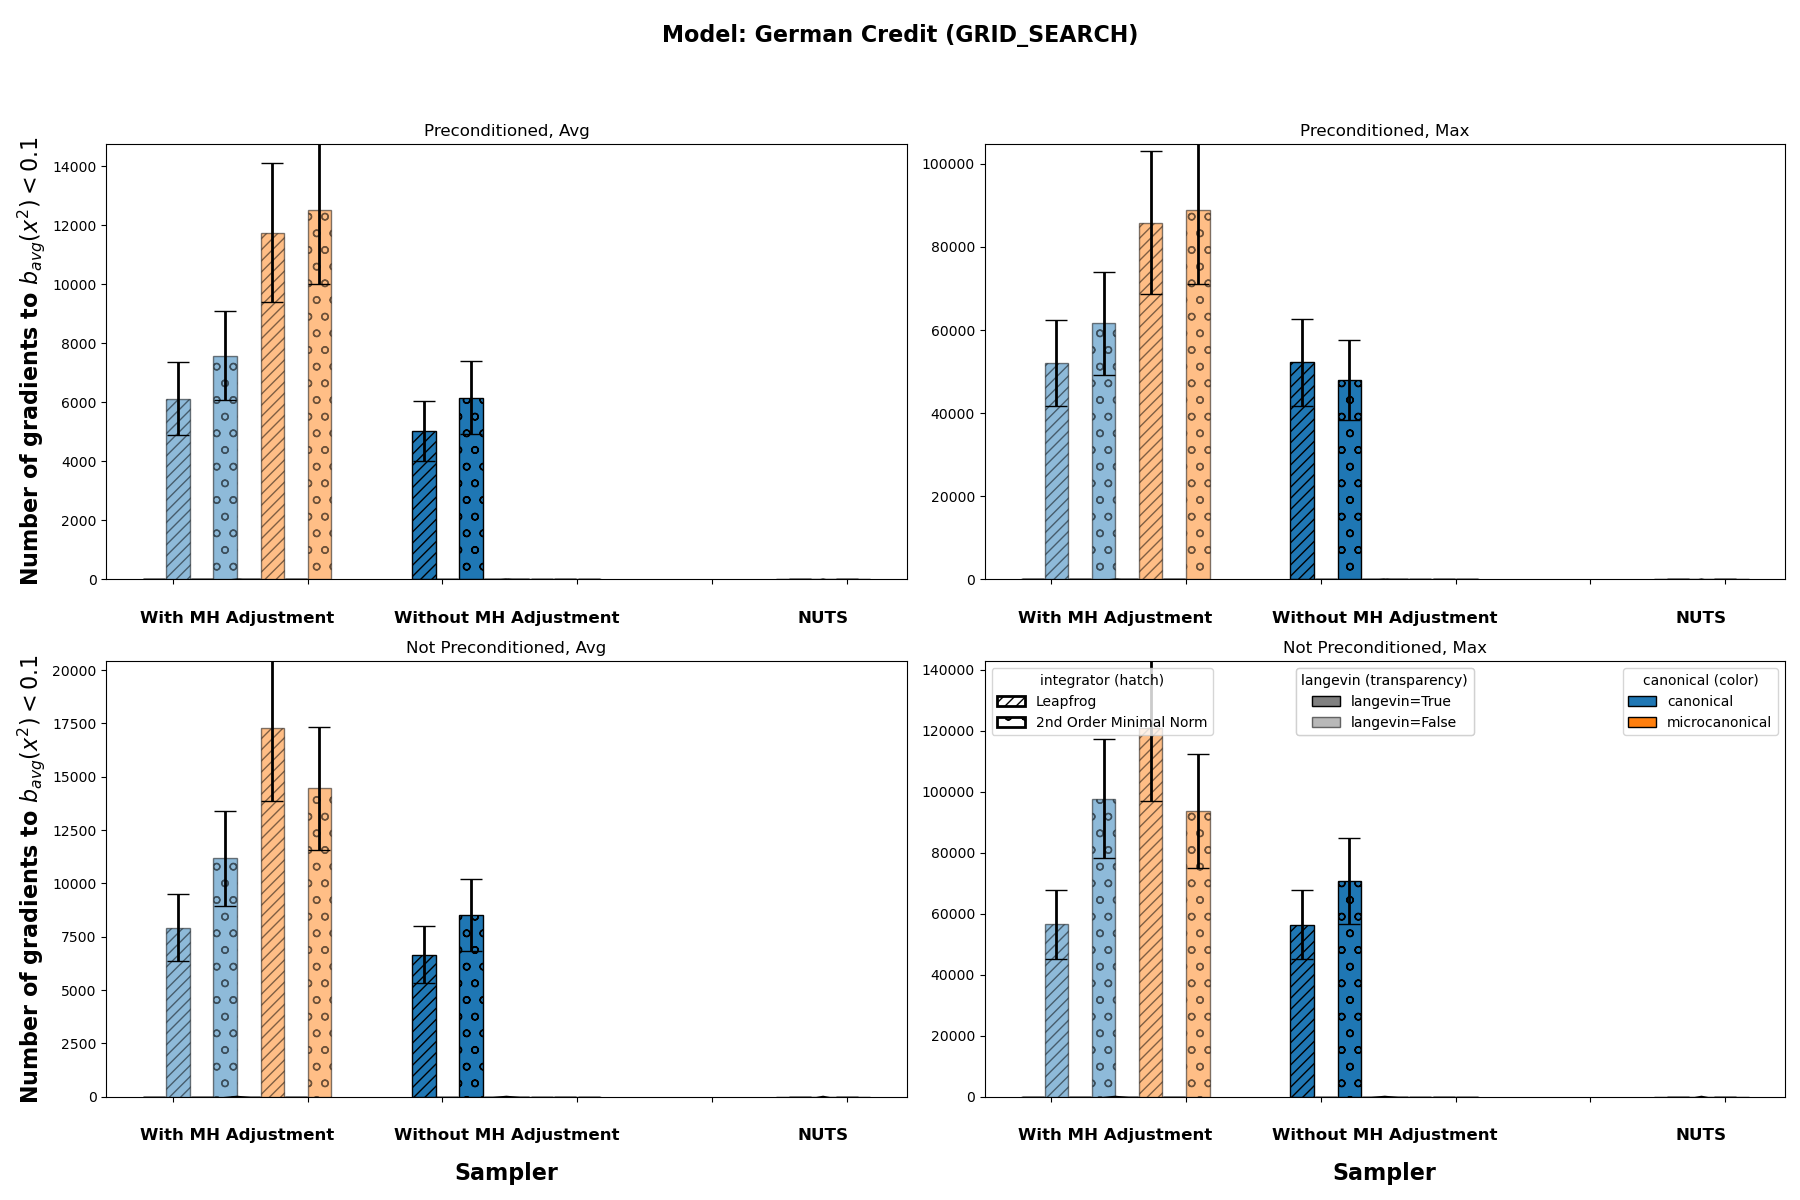 Model: German Credit (GRID_SEARCH)
Preconditioned, Avg
Number of gradients to $b_{avg}(x^2) < 0.1$
14000
12000
10000
8000
6000
4000
2000
0
With MH Adjustment
Without MH Adjustment
NUTS
Preconditioned, Max
100000
80000
60000
40000
20000
0
With MH Adjustment
Without MH Adjustment
NUTS
Not Preconditioned, Avg
Number of gradients to $b_{avg}(x^2) < 0.1$
20000
17500
15000
12500
10000
7500
5000
2500
0
With MH Adjustment
Without MH Adjustment
NUTS
Sampler
Not Preconditioned, Max
140000
120000
100000
80000
60000
40000
20000
0
integrator (hatch)
Leapfrog
2nd Order Minimal Norm
langevin (transparency)
langevin=True
langevin=False
canonical (color)
canonical
microcanonical
With MH Adjustment
Without MH Adjustment
NUTS
Sampler